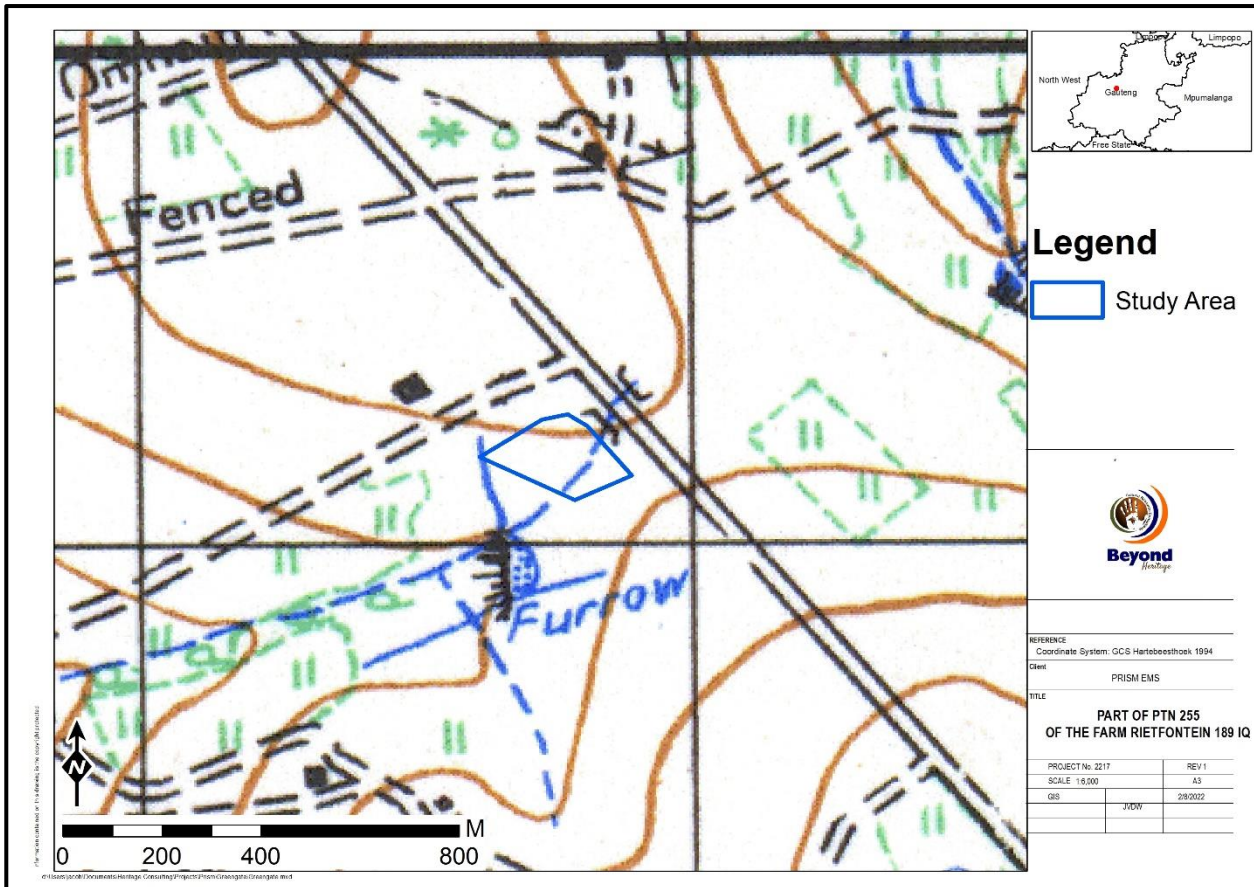 Fenced
Furrow
M
0 200 400 800
N
Limpopo
North West
Gauteng
Mpumalanga
Free State
Legend
Study Area
Beyond
Heritage
REFERENCE
Coordinate System: GCS Hartebeesthoek 1994
Client
PRISM EMS
TITLE
PART OF PTN 255
OF THE FARM RIETFONTEIN 189 IQ
PROJECT No. 2217 REV 1
SCALE 1:6,000 A3
GIS JVDW 2/8/2022